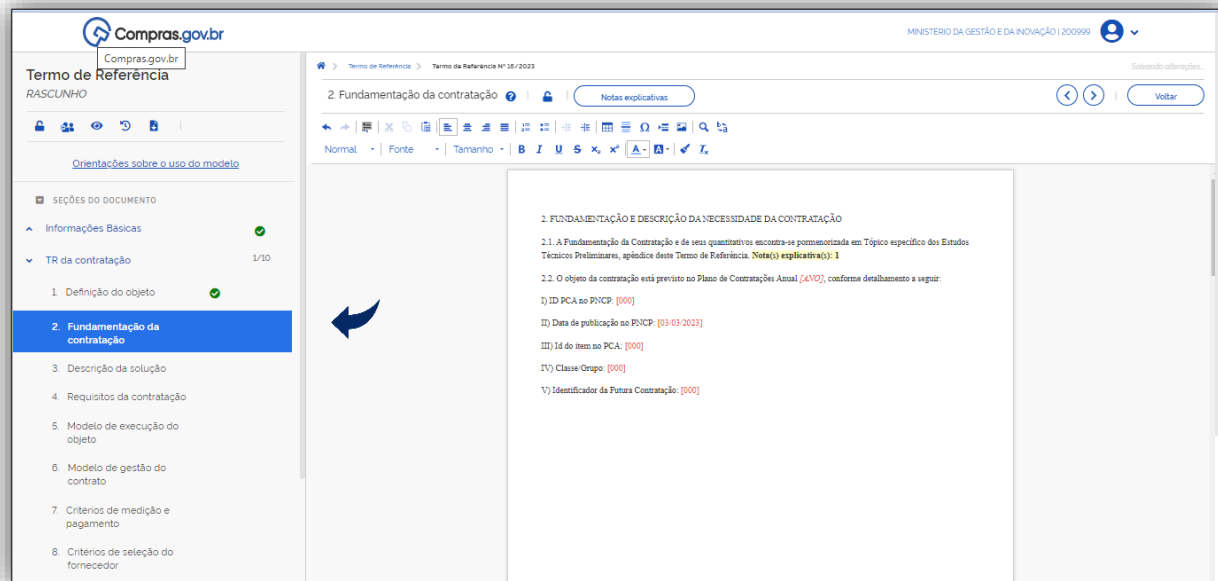 Compras.gov.br
MINISTÉRIO DA GESTÃO E DA INOVAÇÃO | 200999
Compras.gov.br
Termo de Referência
RASCUNHO
Orientações sobre o uso do modelo
SEÇÕES DO DOCUMENTO
Informações Básicas
TR da contratação 1/10
1. Definição do objeto
2. Fundamentação da
contratação
3. Descrição da solução
4. Requisitos da contratação
5. Modelo de execução do
objeto
6. Modelo de gestão do
contrato
7. Critérios de medição e
pagamento
8. Critérios de seleção do
fornecedor
Termo de Referência > Termo de Referência Nº 16/2023
Salvando alterações...
2. Fundamentação da contratação
Notas explicativas
Voltar
Normal Fonte Tamanho B I U S x₂ x² A A Tx
2. FUNDAMENTAÇÃO E DESCRIÇÃO DA NECESSIDADE DA CONTRATAÇÃO
2.1. A Fundamentação da Contratação e de seus quantitativos encontra-se pormenorizada em Tópico específico dos Estudos
Técnicos Preliminares, apêndice deste Termo de Referência. Nota(s) explicativa(s): 1
2.2. O objeto da contratação está previsto no Plano de Contratações Anual [ANO], conforme detalhamento a seguir:
I) ID PCA no PNCP: [000]
II) Data de publicação no PNCP: [03/03/2023]
III) Id do item no PCA: [000]
IV) Classe/Grupo: [000]
V) Identificador da Futura Contratação: [000]